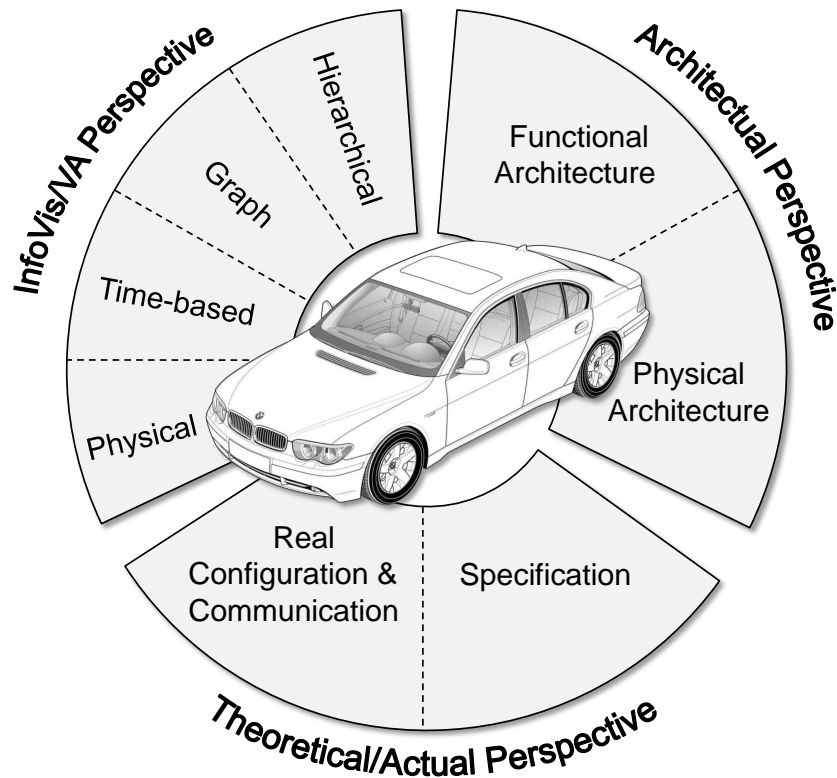 InfoVis/VA Perspective
Hierarchical
Graph
Time-based
Physical
Architectual Perspective
Functional
Architecture
Physical
Architecture
Real
Configuration &
Communication
Specification
Theoretical/Actual Perspective